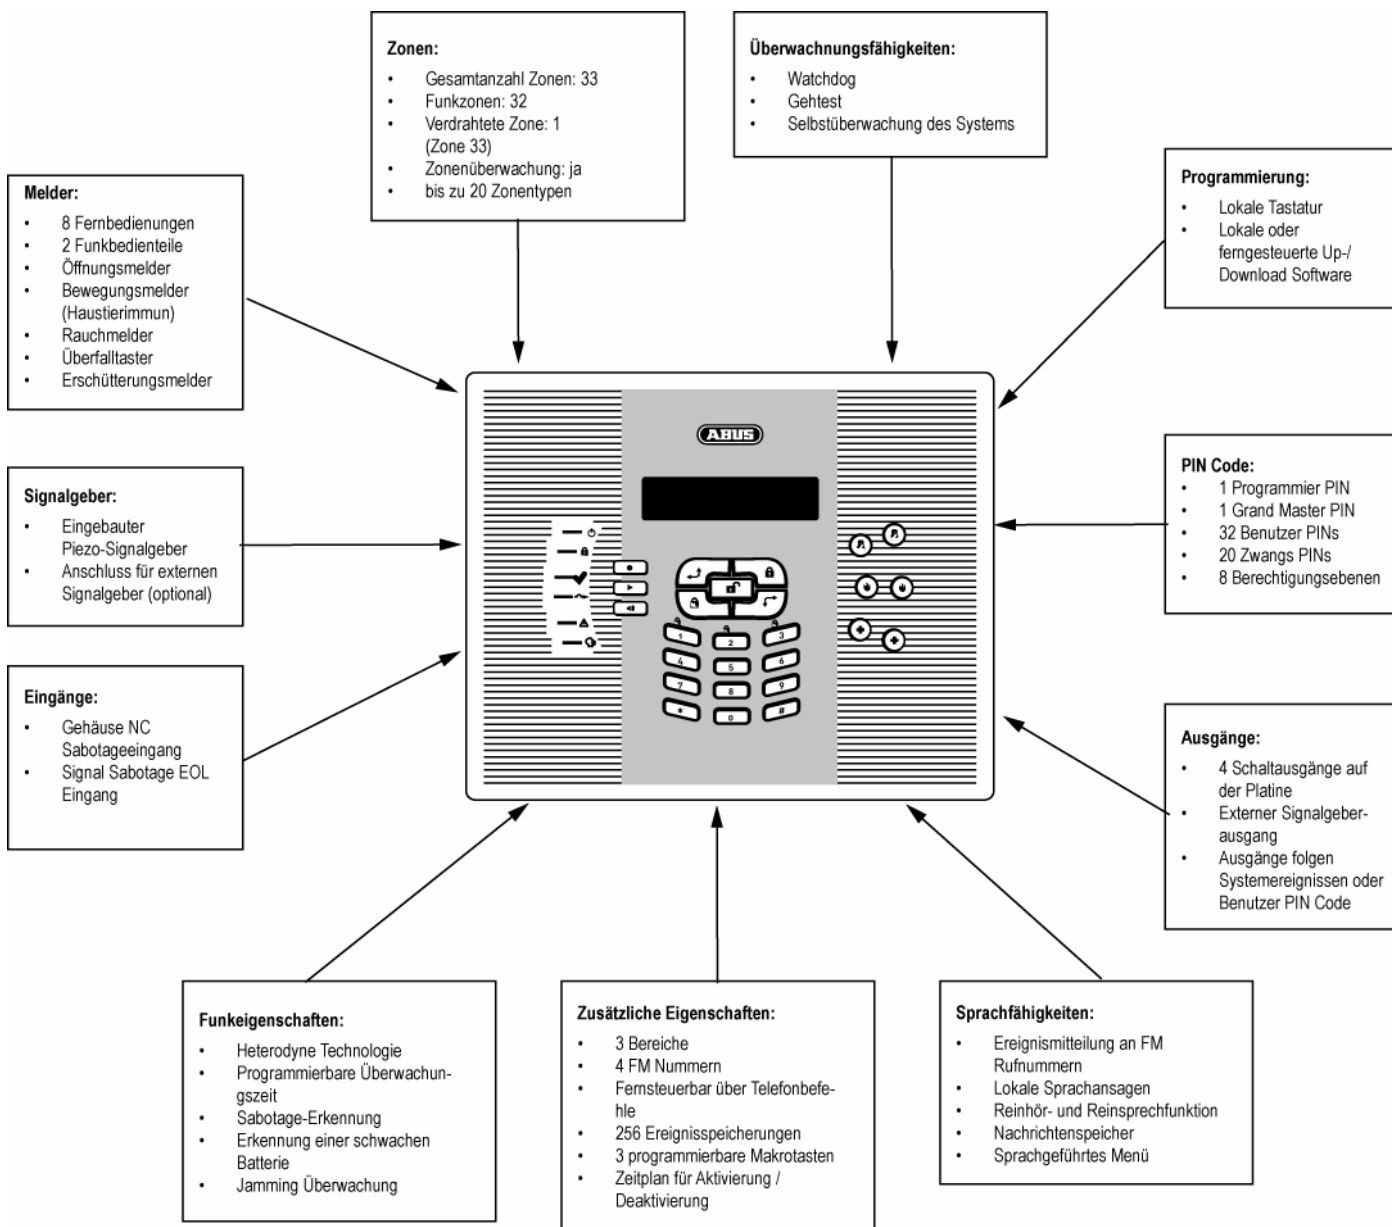 Zonen:
• Gesamtanzahl Zonen: 33
• Funkzonen: 32
• Verdrahtete Zone: 1
(Zone 33)
• Zonenüberwachung: ja
• bis zu 20 Zonentypen
Überwachnungsfähigkeiten:
• Watchdog
• Gehtest
• Selbstüberwachung des Systems
Melder:
• 8 Fernbedienungen
• 2 Funkbedienteile
• Öffnungsmelder
• Bewegungsmelder
(Haustierimmun)
• Rauchmelder
• Überfalltaster
• Erschütterungsmelder
Programmierung:
• Lokale Tastatur
• Lokale oder
ferngesteuerte Up-/
Download Software
Signalgeber:
• Eingebauter
Piezo-Signalgeber
• Anschluss für externen
Signalgeber (optional)
PIN Code:
• 1 Programmier PIN
• 1 Grand Master PIN
• 32 Benutzer PINs
• 20 Zwangs PINs
• 8 Berechtigungsebenen
Eingänge:
• Gehäuse NC
Sabotageeingang
• Signal Sabotage EOL
Eingang
Ausgänge:
• 4 Schaltausgänge auf
der Platine
• Externer Signalgeber-
ausgang
• Ausgänge folgen
Systemereignissen oder
Benutzer PIN Code
ABUS
1 2 3
4 5 6
7 8 9
* 0 #
Funkeigenschaften:
• Heterodyne Technologie
• Programmierbare Überwachun-
gszeit
• Sabotage-Erkennung
• Erkennung einer schwachen
Batterie
• Jamming Überwachung
Zusätzliche Eigenschaften:
• 3 Bereiche
• 4 FM Nummern
• Fernsteuerbar über Telefonbefe-
hle
• 256 Ereignisspeicherungen
• 3 programmierbare Makrotasten
• Zeitplan für Aktivierung /
Deaktivierung
Sprachfähigkeiten:
• Ereignismitteilung an FM
Rufnummern
• Lokale Sprachansagen
• Reinhör- und Reinsprechfunktion
• Nachrichtenspeicher
• Sprachgeführtes Menü